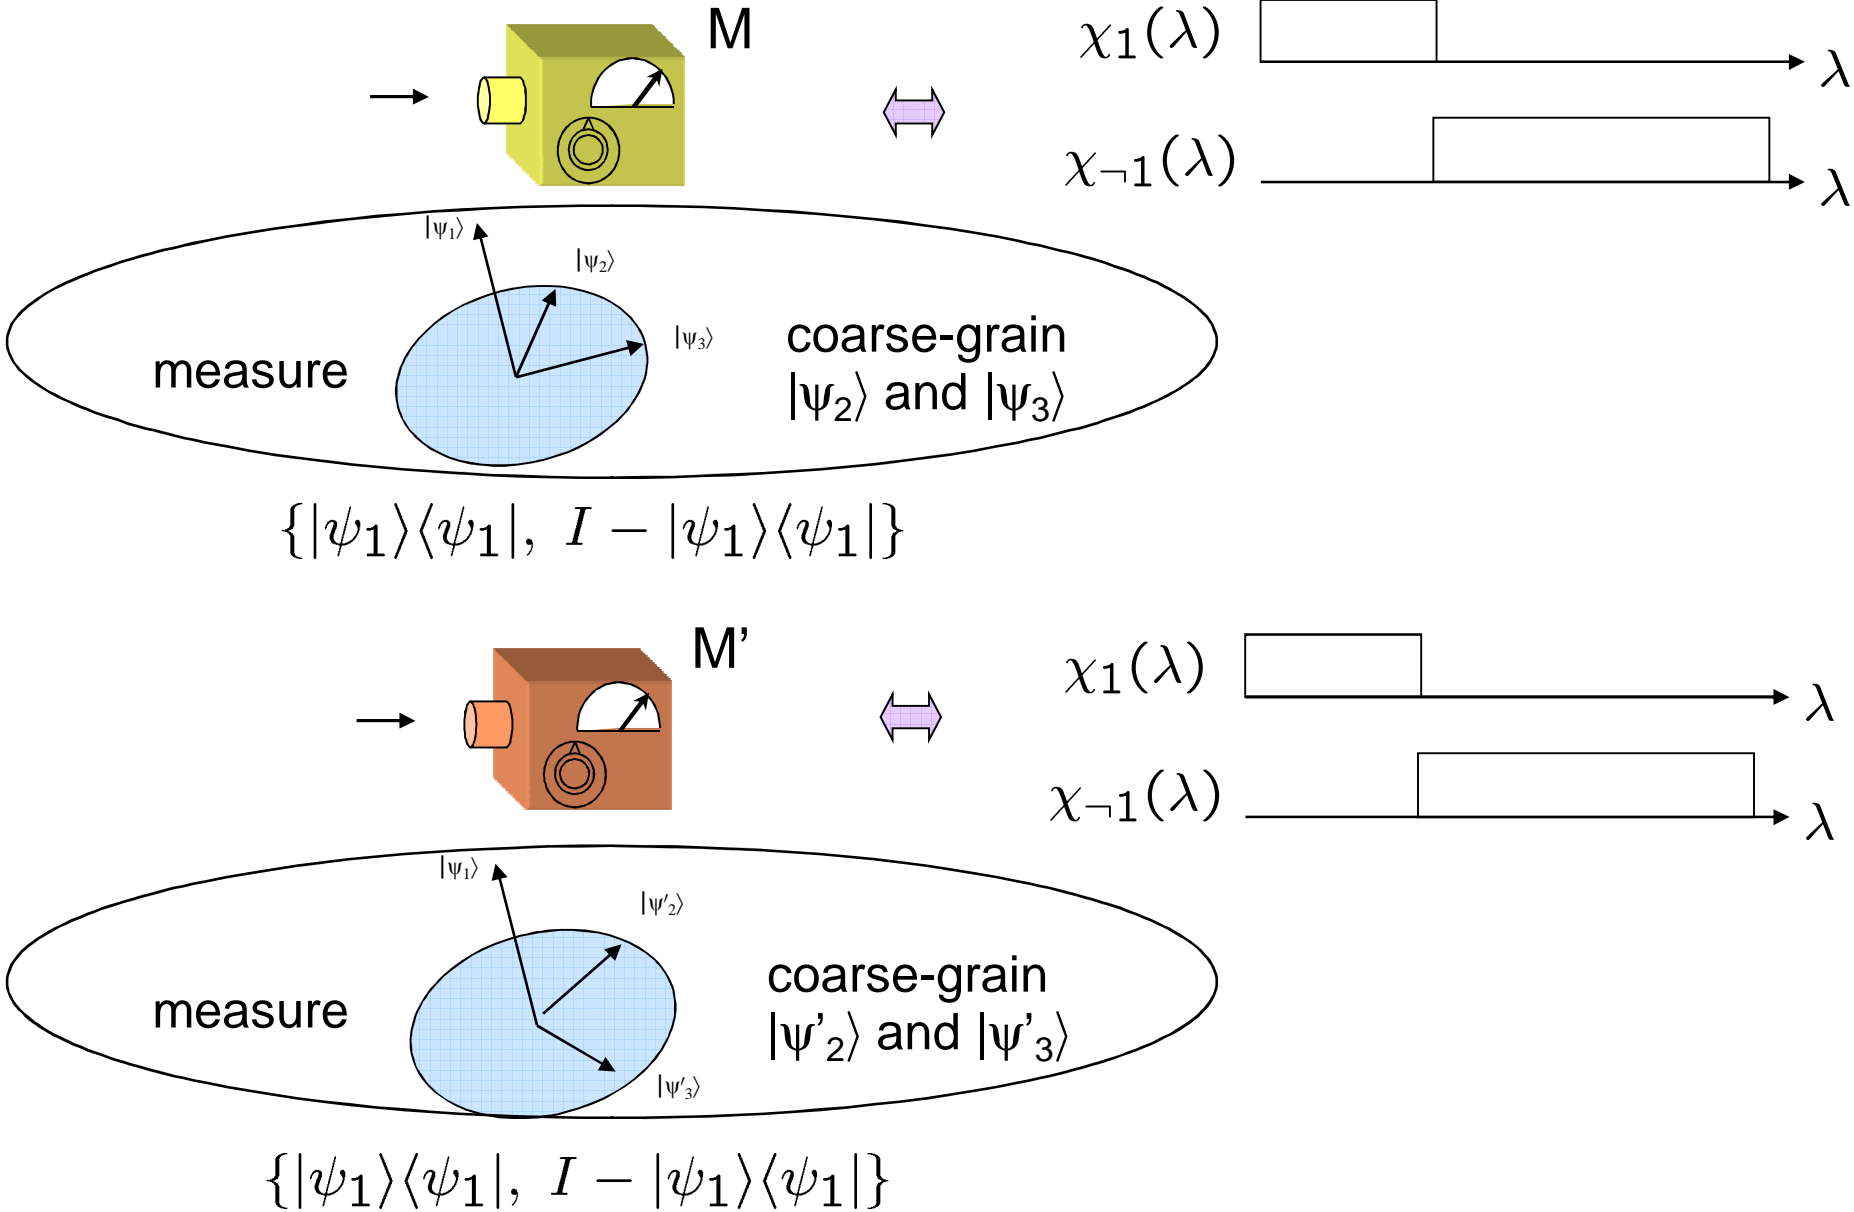 M
χ₁(λ)
λ
χ¬₁(λ)
λ
|ψ₁⟩
|ψ₂⟩
|ψ₃⟩
measure
coarse-grain
|ψ₂⟩ and |ψ₃⟩
{|ψ₁⟩⟨ψ₁|, I − |ψ₁⟩⟨ψ₁|}
M’
χ₁(λ)
λ
χ¬₁(λ)
λ
|ψ₁⟩
|ψ′₂⟩
|ψ′₃⟩
measure
coarse-grain
|ψ’₂⟩ and |ψ’₃⟩
{|ψ₁⟩⟨ψ₁|, I − |ψ₁⟩⟨ψ₁|}